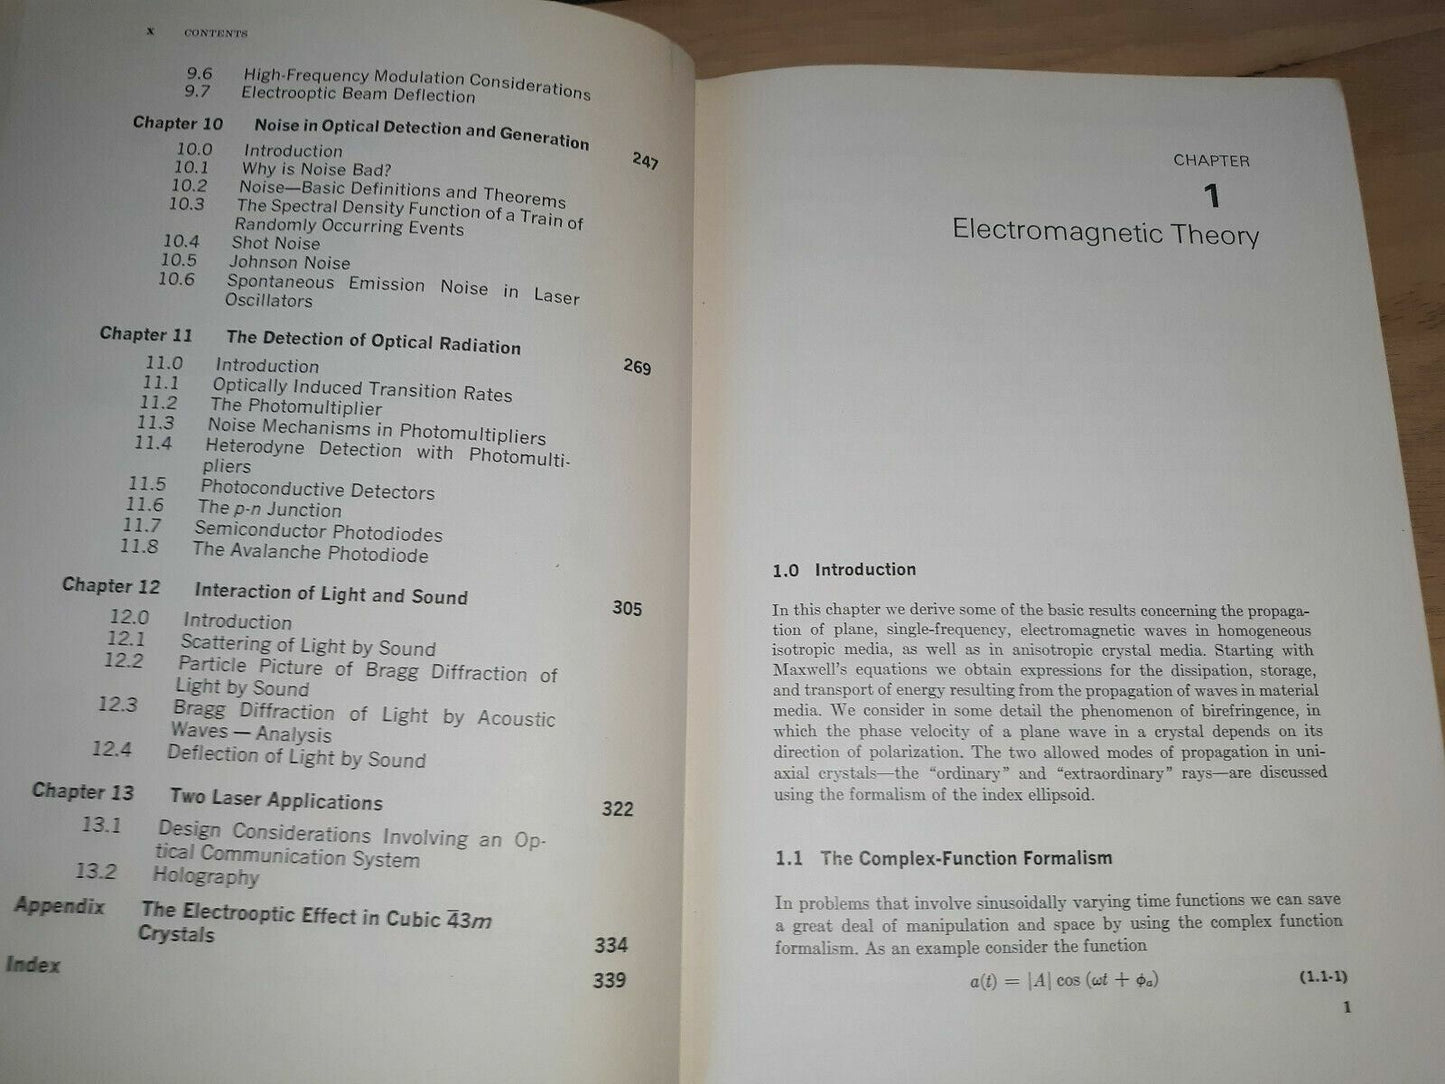 x CONTENTS
9.6 High-Frequency Modulation Considerations
9.7 Electrooptic Beam Deflection
Chapter 10 Noise in Optical Detection and Generation 247
10.0 Introduction
10.1 Why is Noise Bad?
10.2 Noise—Basic Definitions and Theorems
10.3 The Spectral Density Function of a Train of
Randomly Occurring Events
10.4 Shot Noise
10.5 Johnson Noise
10.6 Spontaneous Emission Noise in Laser
Oscillators
Chapter 11 The Detection of Optical Radiation 269
11.0 Introduction
11.1 Optically Induced Transition Rates
11.2 The Photomultiplier
11.3 Noise Mechanisms in Photomultipliers
11.4 Heterodyne Detection with Photomulti-
pliers
11.5 Photoconductive Detectors
11.6 The p-n Junction
11.7 Semiconductor Photodiodes
11.8 The Avalanche Photodiode
Chapter 12 Interaction of Light and Sound 305
12.0 Introduction
12.1 Scattering of Light by Sound
12.2 Particle Picture of Bragg Diffraction of
Light by Sound
12.3 Bragg Diffraction of Light by Acoustic
Waves — Analysis
12.4 Deflection of Light by Sound
Chapter 13 Two Laser Applications 322
13.1 Design Considerations Involving an Op-
tical Communication System
13.2 Holography
Appendix The Electrooptic Effect in Cubic 4̅3m
Crystals 334
Index 339
CHAPTER
1
Electromagnetic Theory
1.0 Introduction
In this chapter we derive some of the basic results concerning the propaga-
tion of plane, single-frequency, electromagnetic waves in homogeneous
isotropic media, as well as in anisotropic crystal media. Starting with
Maxwell's equations we obtain expressions for the dissipation, storage,
and transport of energy resulting from the propagation of waves in material
media. We consider in some detail the phenomenon of birefringence, in
which the phase velocity of a plane wave in a crystal depends on its
direction of polarization. The two allowed modes of propagation in uni-
axial crystals—the “ordinary” and “extraordinary” rays—are discussed
using the formalism of the index ellipsoid.
1.1 The Complex-Function Formalism
In problems that involve sinusoidally varying time functions we can save
a great deal of manipulation and space by using the complex function
formalism. As an example consider the function
a(t) = |A| cos (ωt + ϕₐ) (1.1-1)
1